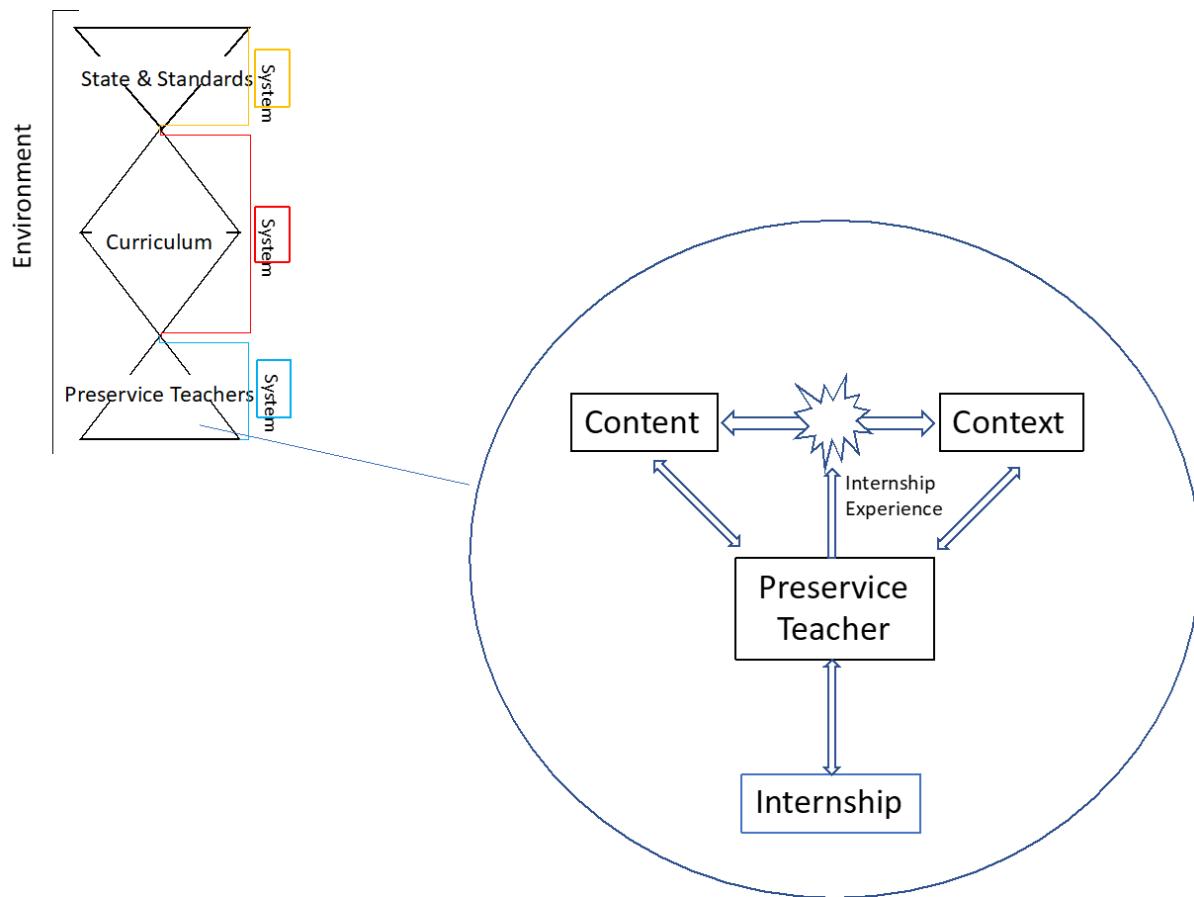 Environment
State & Standards
System
Curriculum
System
Preservice Teachers
System
Content
Context
Internship
Experience
Preservice
Teacher
Internship